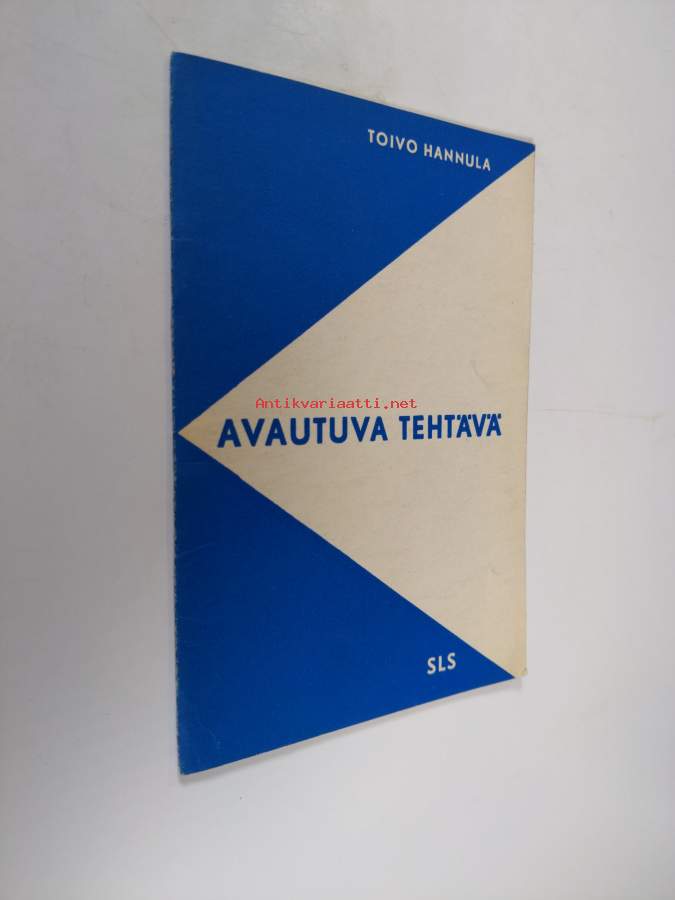 TOIVO HANNULA
Antikvariaatti.net
AVAUTUVA TEHTÄVÄ
SLS